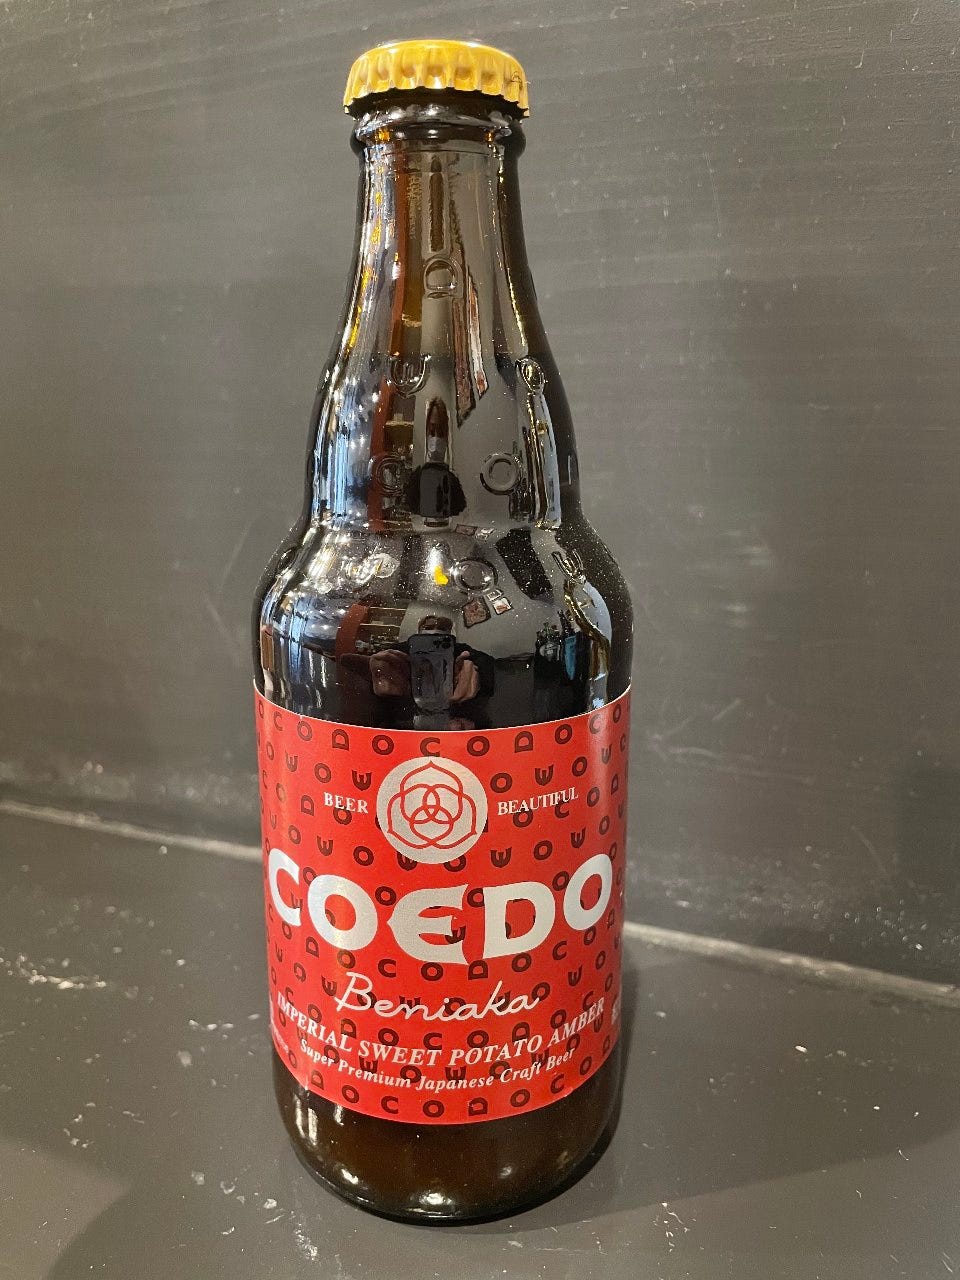 BEER BEAUTIFUL
COEDO
Beniaka
IMPERIAL SWEET POTATO AMBER
Super Premium Japanese Craft Beer